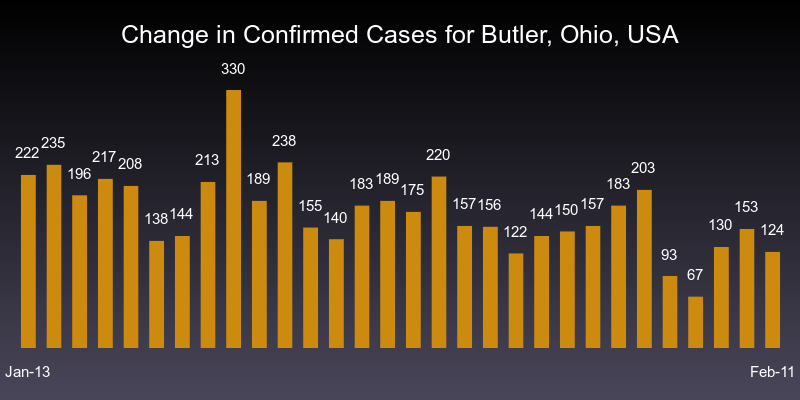 Change in Confirmed Cases for Butler, Ohio, USA
330
222 235 196 217 208 138 144 213 189 238 155 140 183 189 175 220 157 156 122 144 150 157 183 203 93 67 130 153 124
Jan-13 Feb-11